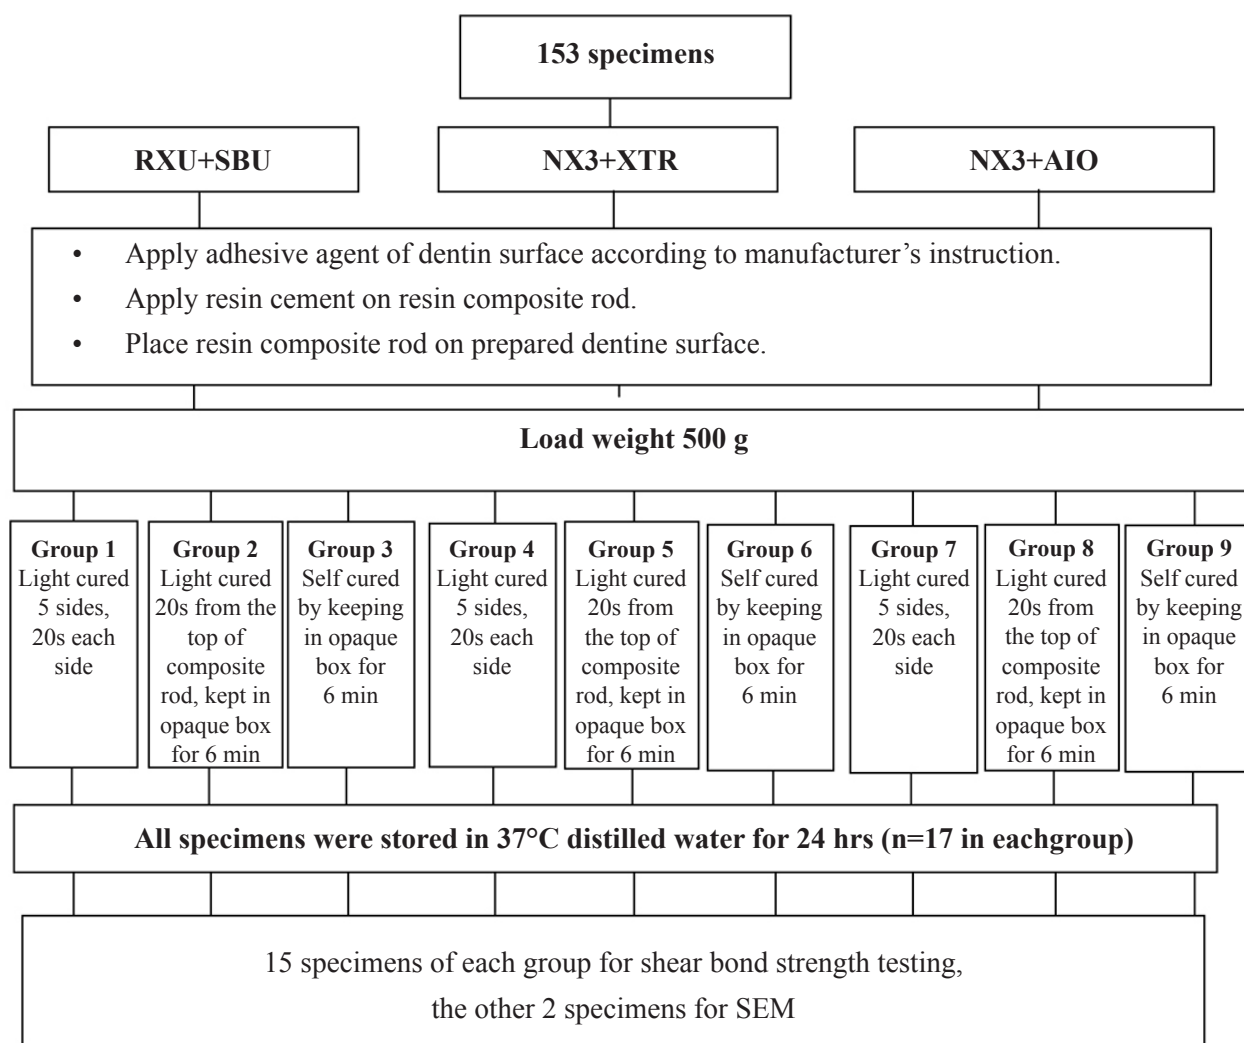 153 specimens
RXU+SBU
NX3+XTR
NX3+AIO
• Apply adhesive agent of dentin surface according to manufacturer’s instruction.
• Apply resin cement on resin composite rod.
• Place resin composite rod on prepared dentine surface.
Load weight 500 g
Group 1
Light cured
5 sides,
20s each
side
Group 2
Light cured
20s from the
top of
composite
rod, kept in
opaque box
for 6 min
Group 3
Self cured
by keeping
in opaque
box for
6 min
Group 4
Light cured
5 sides,
20s each
side
Group 5
Light cured
20s from
the top of
composite
rod, kept in
opaque box
for 6 min
Group 6
Self cured
by keeping
in opaque
box for
6 min
Group 7
Light cured
5 sides,
20s each
side
Group 8
Light cured
20s from
the top of
composite
rod, kept in
opaque box
for 6 min
Group 9
Self cured
by keeping
in opaque
box for
6 min
All specimens were stored in 37°C distilled water for 24 hrs (n=17 in eachgroup)
15 specimens of each group for shear bond strength testing,
the other 2 specimens for SEM